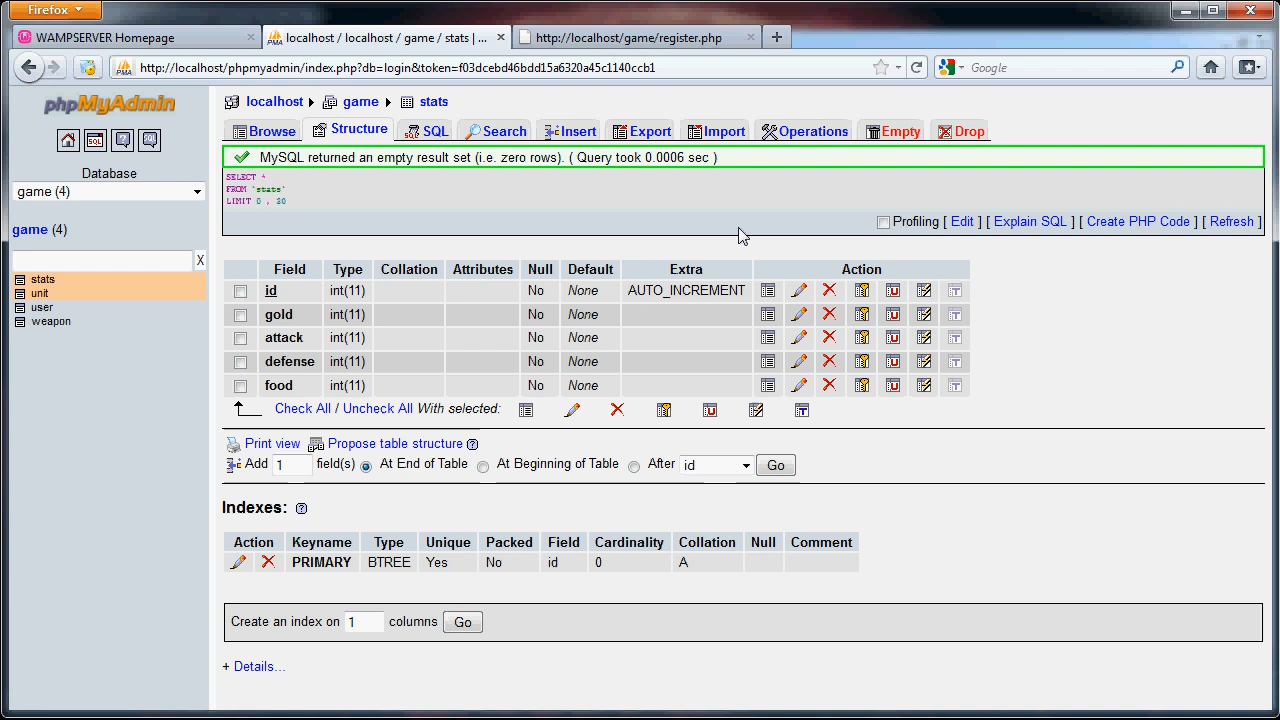 Firefox
WAMPSERVER Homepage
localhost / localhost / game / stats | ...
http://localhost/game/register.php
http://localhost/phpmyadmin/index.php?db=login&token=f03dcebd46bdd15a6320a45c1140ccb1
Google
phpMyAdmin
Database
game (4)
game (4)
X
stats
unit
user
weapon
localhost game stats
Browse Structure SQL Search Insert Export Import Operations Empty Drop
MySQL returned an empty result set (i.e. zero rows). ( Query took 0.0006 sec )
SELECT *
FROM `stats`
LIMIT 0 , 30
Profiling [ Edit ] [ Explain SQL ] [ Create PHP Code ] [ Refresh ]
Field Type Collation Attributes Null Default Extra Action
id int(11) No None AUTO_INCREMENT
gold int(11) No None
attack int(11) No None
defense int(11) No None
food int(11) No None
Check All / Uncheck All With selected:
Print view Propose table structure
Add 1 field(s) At End of Table At Beginning of Table After id Go
Indexes:
Action Keyname Type Unique Packed Field Cardinality Collation Null Comment
PRIMARY BTREE Yes No id 0 A
Create an index on 1 columns Go
+ Details...